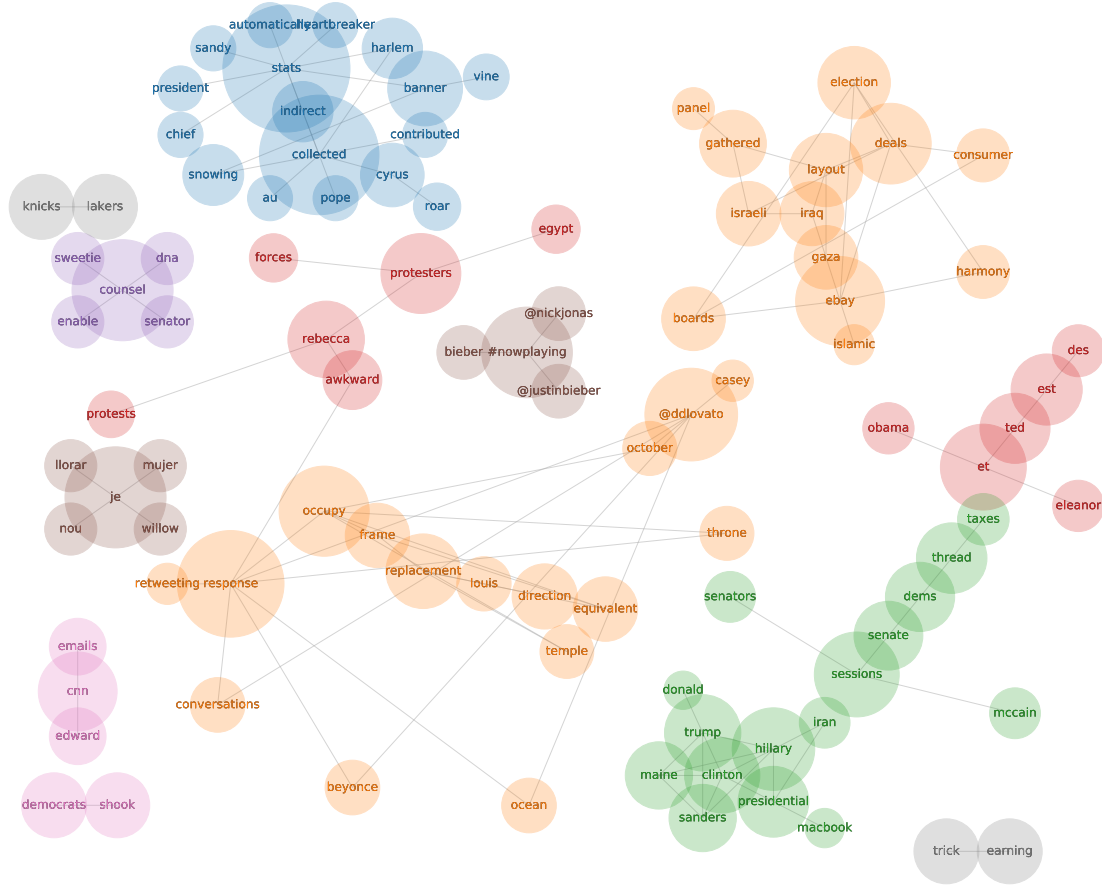 automatically
heartbreaker
sandy
harlem
stats
president
banner
vine
indirect
chief
collected
contributed
snowing
cyrus
au
pope
roar
knicks
lakers
sweetie
dna
counsel
enable
senator
forces
protesters
egypt
rebecca
awkward
protests
@nickjonas
bieber
#nowplaying
@justinbieber
election
panel
gathered
deals
layout
consumer
israeli
iraq
gaza
harmony
ebay
boards
islamic
des
est
obama
ted
et
eleanor
casey
@ddlovato
october
llorar
mujer
je
nou
willow
occupy
frame
throne
replacement
retweeting
response
louis
direction
equivalent
temple
conversations
beyonce
ocean
taxes
thread
dems
senators
senate
sessions
mccain
donald
iran
trump
hillary
maine
clinton
presidential
sanders
macbook
emails
cnn
edward
democrats
shook
trick
earning